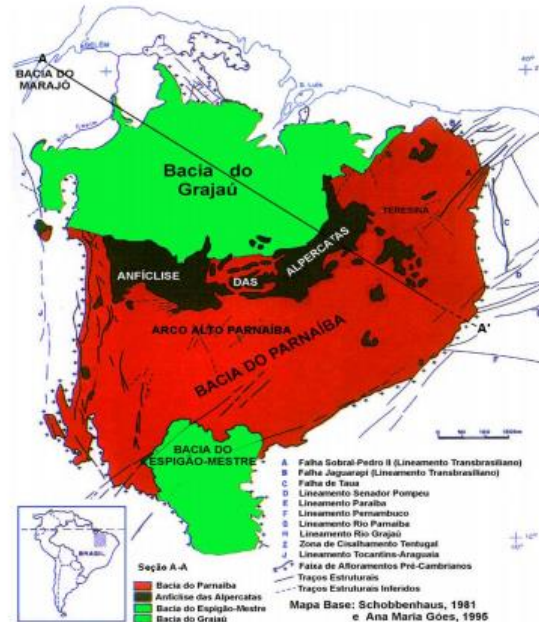 BELÉM
A
BACIA DO
MARAJÓ
S. Luis
Bacia do
Grajaú
TERESINA
ALPERCATAS
ANFÍCLISE
DAS
ARCO ALTO PARNAÍBA
BACIA DO PARNAÍBA
A'
BACIA DO
ESPIGÃO-MESTRE
A Falha Sobral-Pedro II (Lineamento Transbrasiliano)
B Falha Jaguarapi (Lineamento Transbrasiliano)
C Falha de Taua
D Lineamento Senador Pompeu
E Lineamento Paraiba
F Lineamento Pernambuco
G Lineamento Rio Parnaiba
H Lineamento Rio Grajaú
Z Zona de Cisalhamento Tentugal
J Lineamento Tocantins-Araguaia
Faixa de Afloramentos Pré-Cambrianos
Traços Estruturais
Traços Estruturais Inferidos
BRASIL
Seção A-A
Bacia do Parnaíba
Anfíclise das Alpercatas
Bacia do Espigão-Mestre
Bacia do Grajaú
Mapa Base: Schobbenhaus, 1981
e Ana Maria Góes, 1995